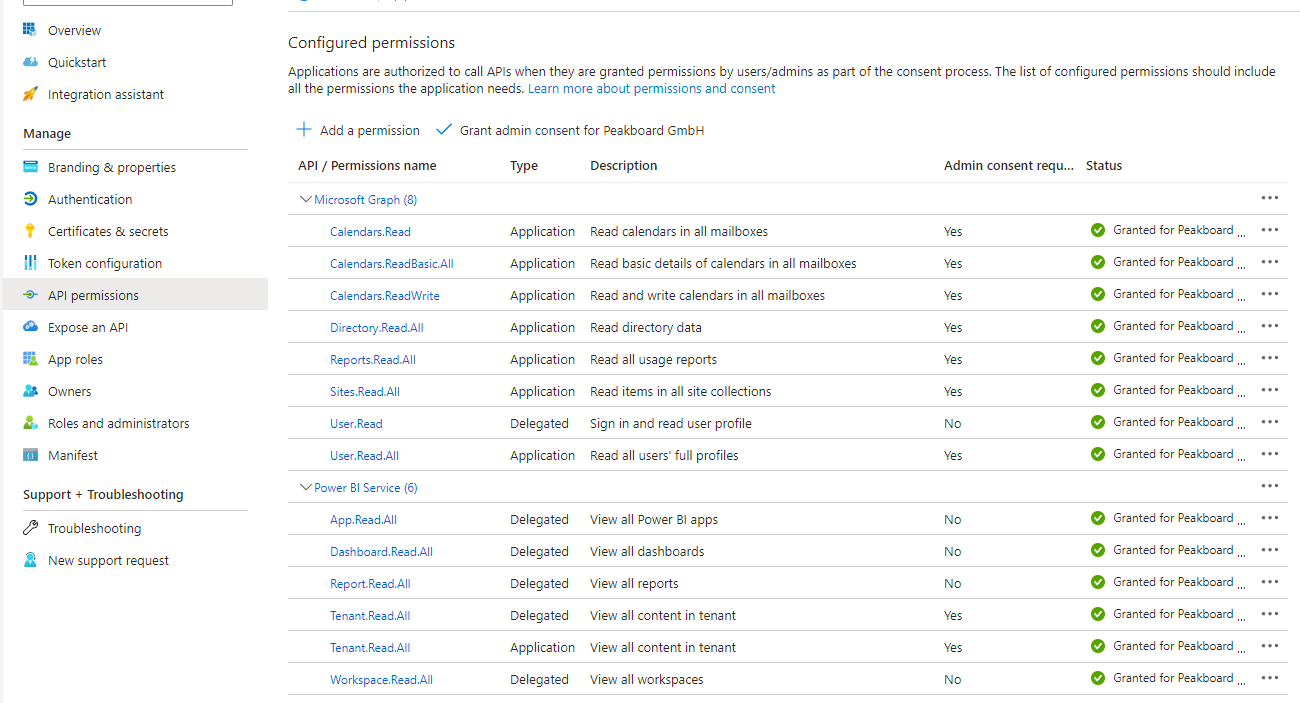 Overview
Quickstart
Integration assistant
Manage
Branding & properties
Authentication
Certificates & secrets
Token configuration
API permissions
Expose an API
App roles
Owners
Roles and administrators
Manifest
Support + Troubleshooting
Troubleshooting
New support request
Configured permissions
Applications are authorized to call APIs when they are granted permissions by users/admins as part of the consent process. The list of configured permissions should include
all the permissions the application needs. Learn more about permissions and consent
Add a permission Grant admin consent for Peakboard GmbH
API / Permissions name Type Description Admin consent requ... Status
Microsoft Graph (8)
Calendars.Read Application Read calendars in all mailboxes Yes Granted for Peakboard ...
Calendars.ReadBasic.All Application Read basic details of calendars in all mailboxes Yes Granted for Peakboard ...
Calendars.ReadWrite Application Read and write calendars in all mailboxes Yes Granted for Peakboard ...
Directory.Read.All Application Read directory data Yes Granted for Peakboard ...
Reports.Read.All Application Read all usage reports Yes Granted for Peakboard ...
Sites.Read.All Application Read items in all site collections Yes Granted for Peakboard ...
User.Read Delegated Sign in and read user profile No Granted for Peakboard ...
User.Read.All Application Read all users' full profiles Yes Granted for Peakboard ...
Power BI Service (6)
App.Read.All Delegated View all Power BI apps No Granted for Peakboard ...
Dashboard.Read.All Delegated View all dashboards No Granted for Peakboard ...
Report.Read.All Delegated View all reports No Granted for Peakboard ...
Tenant.Read.All Delegated View all content in tenant Yes Granted for Peakboard ...
Tenant.Read.All Application View all content in tenant Yes Granted for Peakboard ...
Workspace.Read.All Delegated View all workspaces No Granted for Peakboard ...